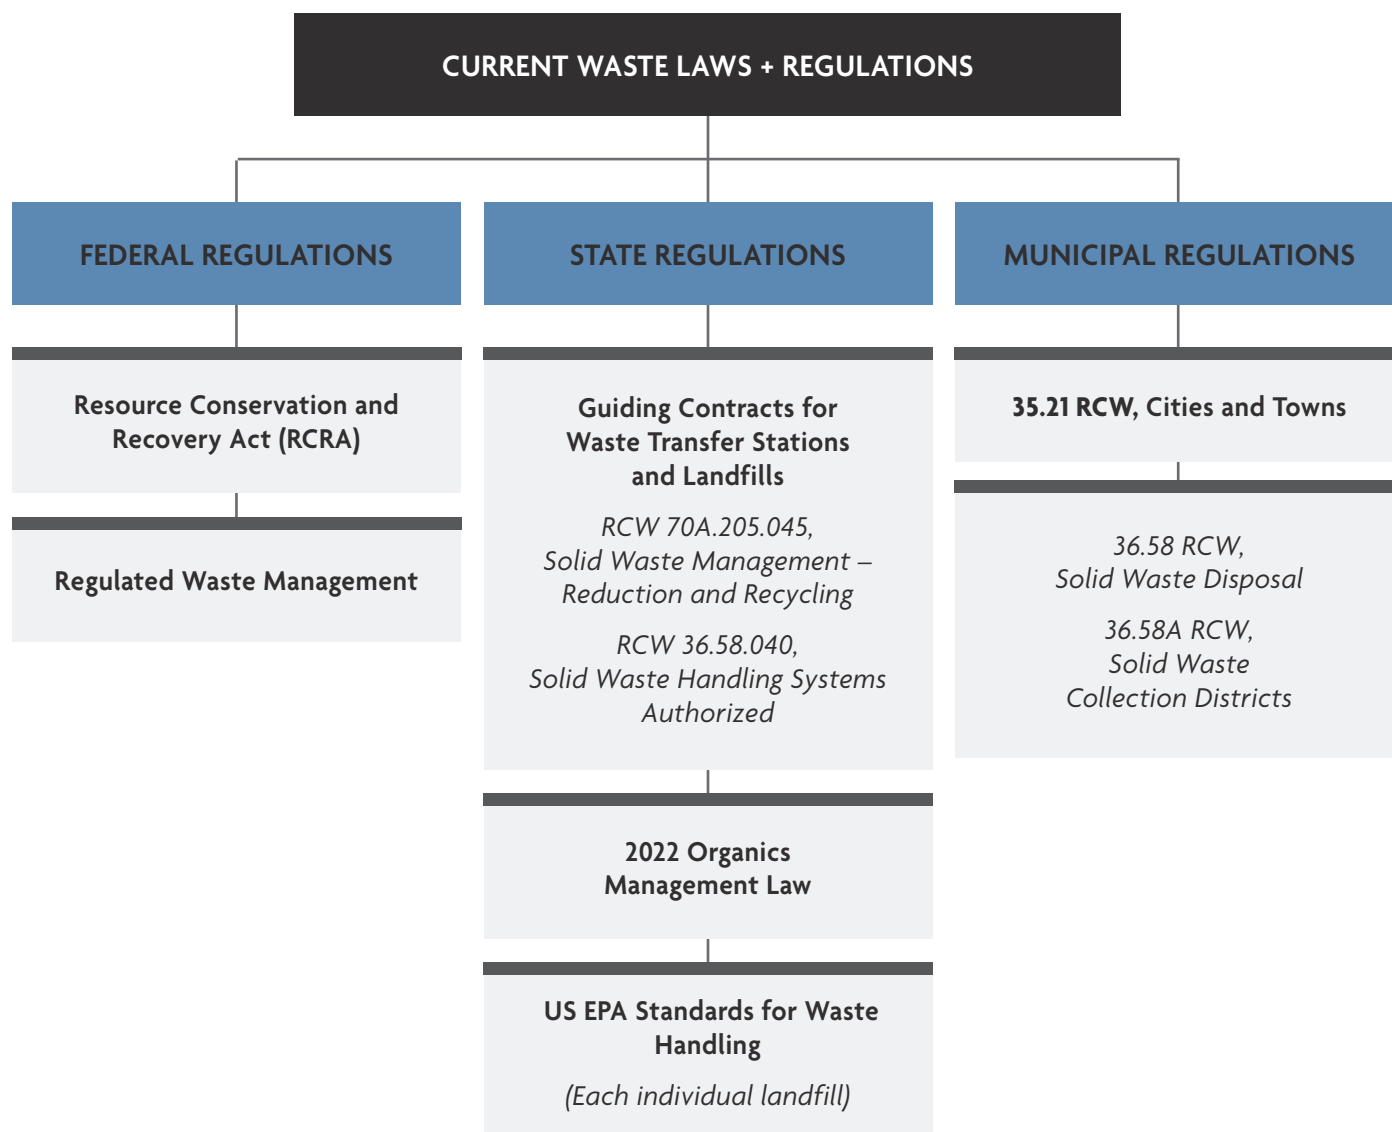 CURRENT WASTE LAWS + REGULATIONS
FEDERAL REGULATIONS
Resource Conservation and
Recovery Act (RCRA)
Regulated Waste Management
STATE REGULATIONS
Guiding Contracts for
Waste Transfer Stations
and Landfills
RCW 70A.205.045,
Solid Waste Management –
Reduction and Recycling
RCW 36.58.040,
Solid Waste Handling Systems
Authorized
2022 Organics
Management Law
US EPA Standards for Waste
Handling
(Each individual landfill)
MUNICIPAL REGULATIONS
35.21 RCW, Cities and Towns
36.58 RCW,
Solid Waste Disposal
36.58A RCW,
Solid Waste
Collection Districts